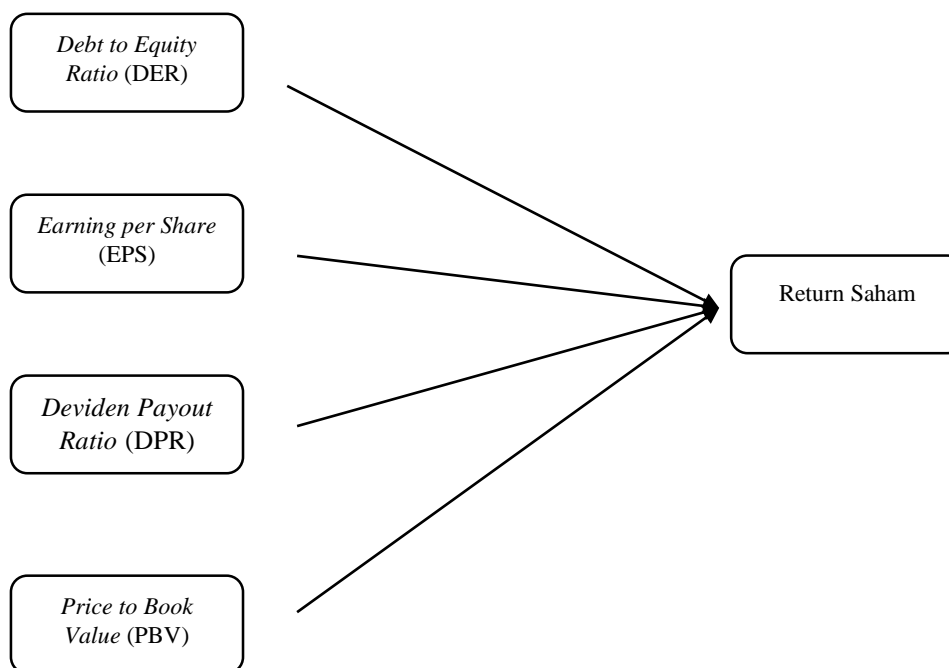 Debt to Equity
Ratio (DER)
Earning per Share
(EPS)
Return Saham
Deviden Payout
Ratio (DPR)
Price to Book
Value (PBV)